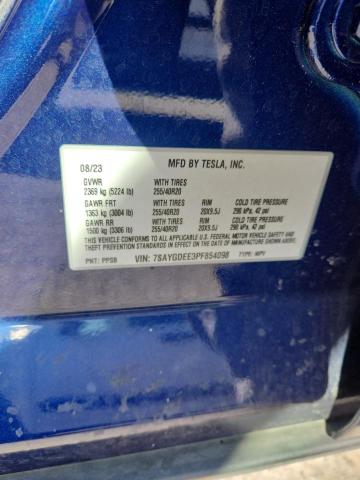 08/23 MFD BY TESLA, INC.
GVWR WITH TIRES
2369 kg (5224 lb) 255/40R20
GAWR FRT WITH TIRES RIM COLD TIRE PRESSURE
1363 kg (3004 lb) 255/40R20 20X9.5J 290 kPa, 42 psi
GAWR RR WITH TIRES RIM COLD TIRE PRESSURE
1500 kg (3306 lb) 255/40R20 20X9.5J 290 kPa, 42 psi
THIS VEHICLE CONFORMS TO ALL APPLICABLE U.S. FEDERAL MOTOR VEHICLE SAFETY AND
THEFT PREVENTION STANDARDS IN EFFECT ON THE DATE OF MANUFACTURE SHOWN ABOVE.
PNT: PPSB VIN: 7SAYGDEE3PF854098 TYPE: MPV